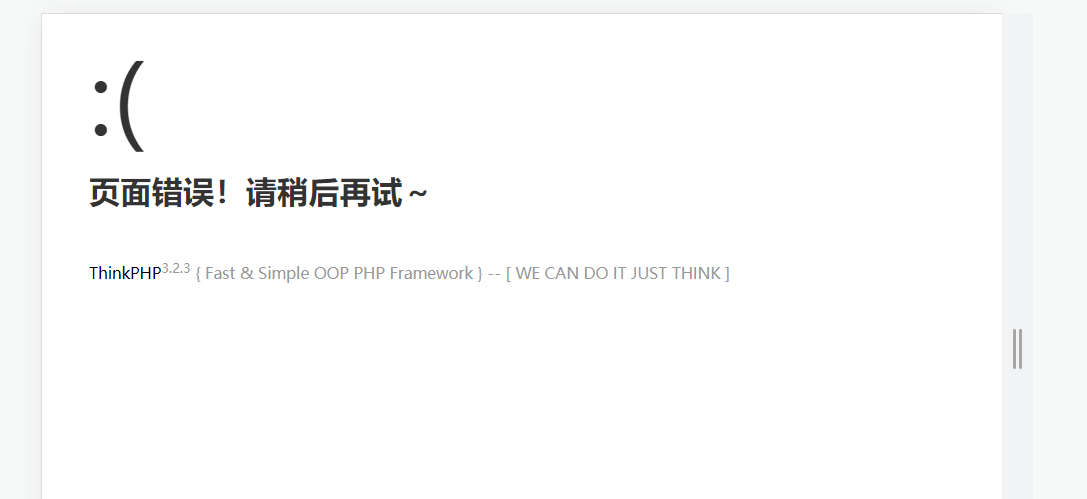 :(
页面错误！请稍后再试～
ThinkPHP3.2.3 { Fast & Simple OOP PHP Framework } -- [ WE CAN DO IT JUST THINK ]